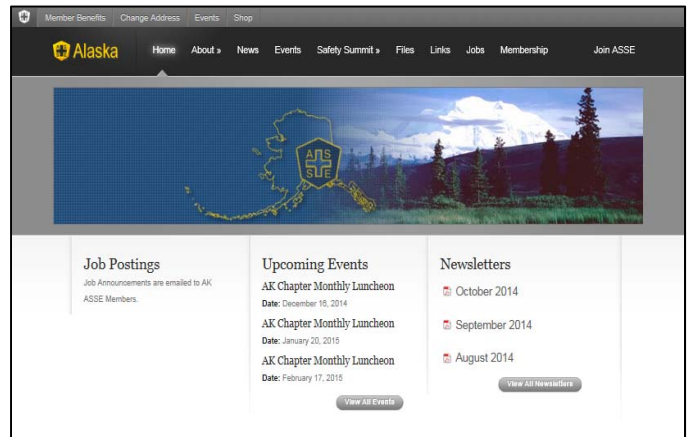 Member Benefits Change Address Events Shop
Alaska Home About » News Events Safety Summit » Files Links Jobs Membership Join ASSE
A S
S E
Job Postings
Job Announcements are emailed to AK
ASSE Members.
Upcoming Events
AK Chapter Monthly Luncheon
Date: December 16, 2014
AK Chapter Monthly Luncheon
Date: January 20, 2015
AK Chapter Monthly Luncheon
Date: February 17, 2015
View All Events
Newsletters
October 2014
September 2014
August 2014
View All Newsletters